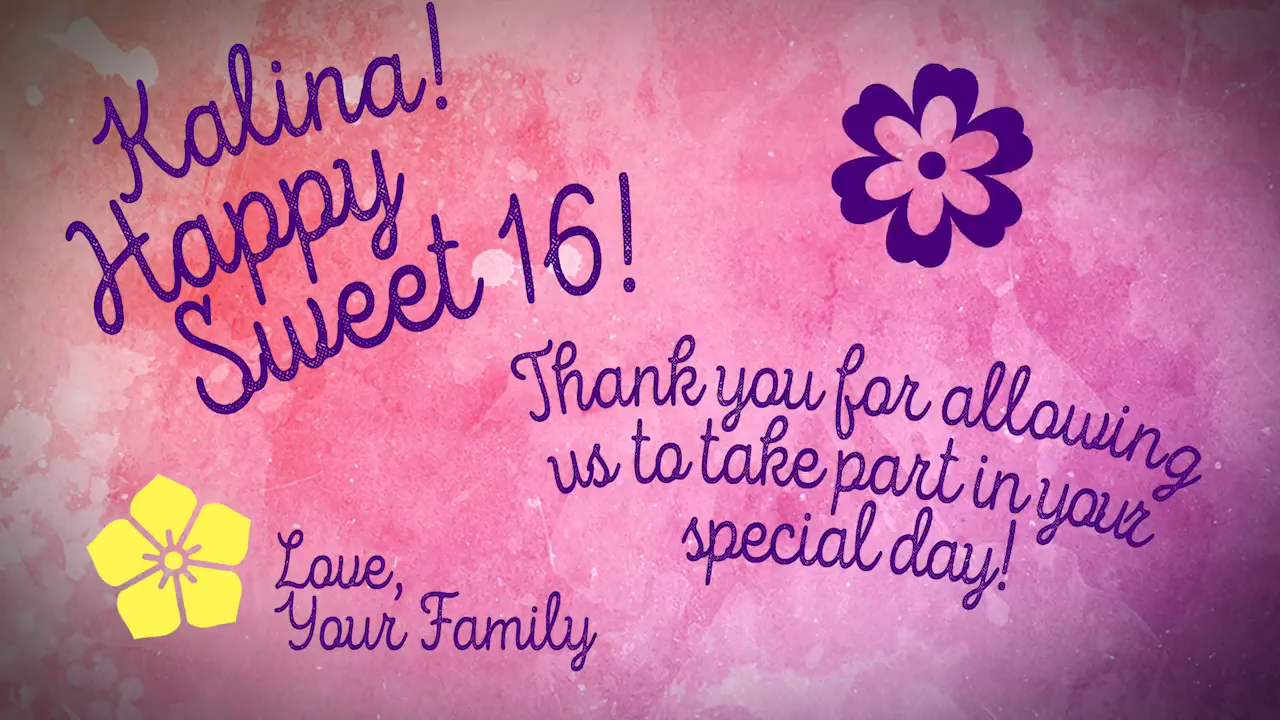 Kalina!
Happy
Sweet 16!
Thank you for allowing
us to take part in your
special day!
Love,
Your Family